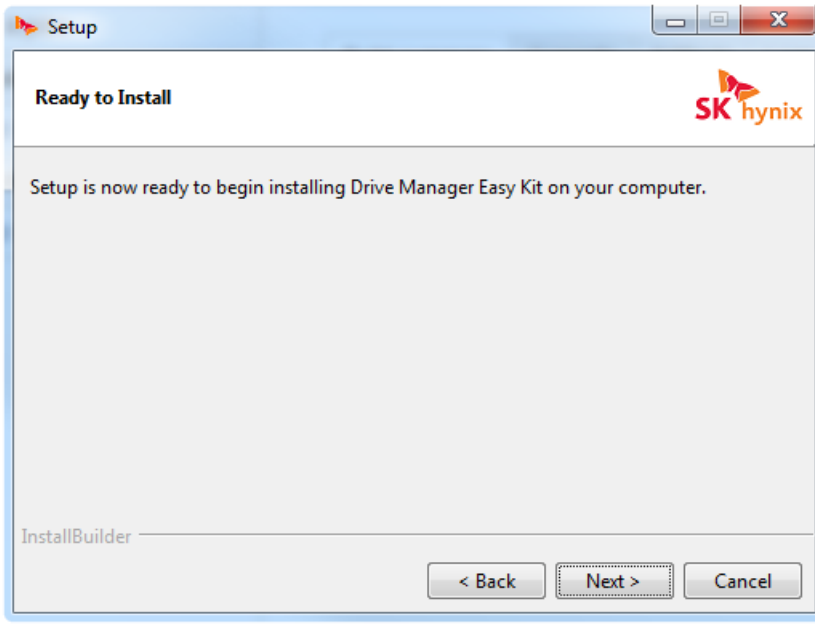 Setup
Ready to Install
SK hynix
Setup is now ready to begin installing Drive Manager Easy Kit on your computer.
InstallBuilder
< Back
Next >
Cancel